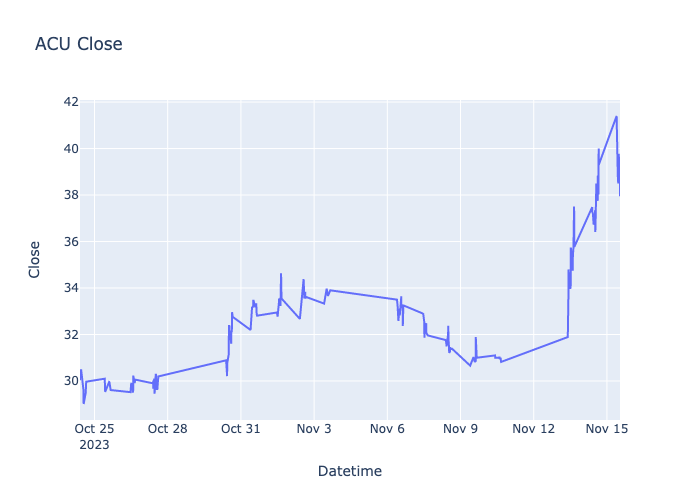 ACU Close
Close
42
40
38
36
34
32
30
Oct 25
2023
Oct 28
Oct 31
Nov 3
Nov 6
Nov 9
Nov 12
Nov 15
Datetime